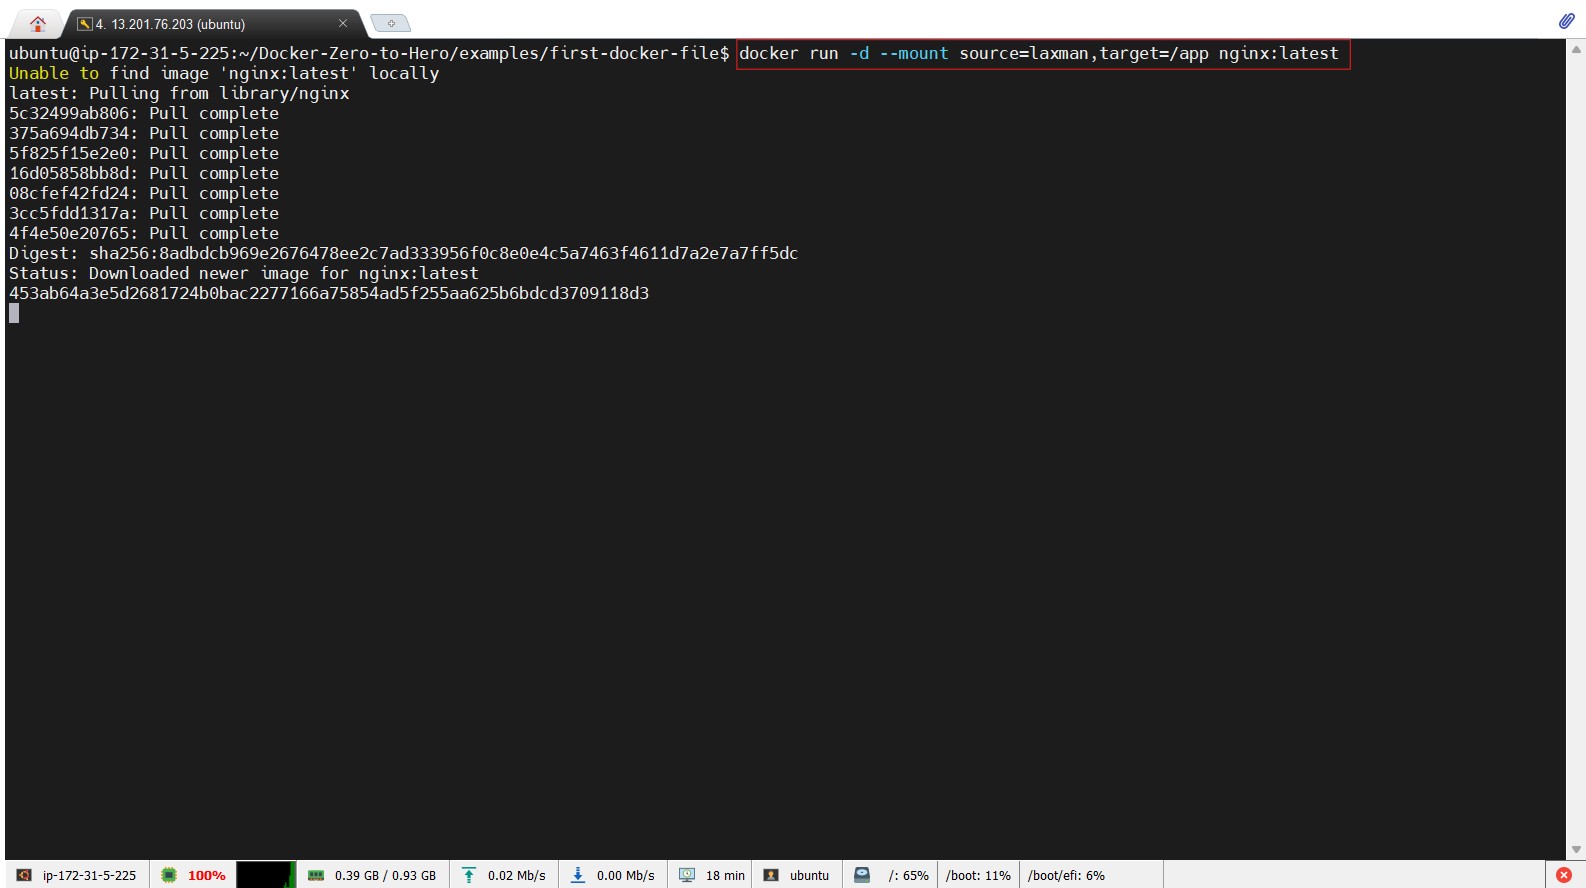 4. 13.201.76.203 (ubuntu)
ubuntu@ip-172-31-5-225:~/Docker-Zero-to-Hero/examples/first-docker-file$ docker run -d --mount source=laxman,target=/app nginx:latest
Unable to find image 'nginx:latest' locally
latest: Pulling from library/nginx
5c32499ab806: Pull complete
375a694db734: Pull complete
5f825f15e2e0: Pull complete
16d05858bb8d: Pull complete
08cfef42fd24: Pull complete
3cc5fdd1317a: Pull complete
4f4e50e20765: Pull complete
Digest: sha256:8adbdcb969e2676478ee2c7ad333956f0c8e0e4c5a7463f4611d7a2e7a7ff5dc
Status: Downloaded newer image for nginx:latest
453ab64a3e5d2681724b0bac2277166a75854ad5f255aa625b6bdcd3709118d3
ip-172-31-5-225 100% 0.39 GB / 0.93 GB 0.02 Mb/s 0.00 Mb/s 18 min ubuntu /: 65% /boot: 11% /boot/efi: 6%